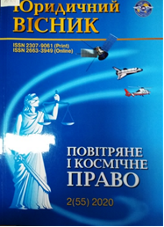 Юридичний
ВІСНИК
ISSN 2307-9061 (Print)
ISSN 2663-3949 (Online)
ПОВІТРЯНЕ
І КОСМІЧНЕ
ПРАВО
2(55) 2020